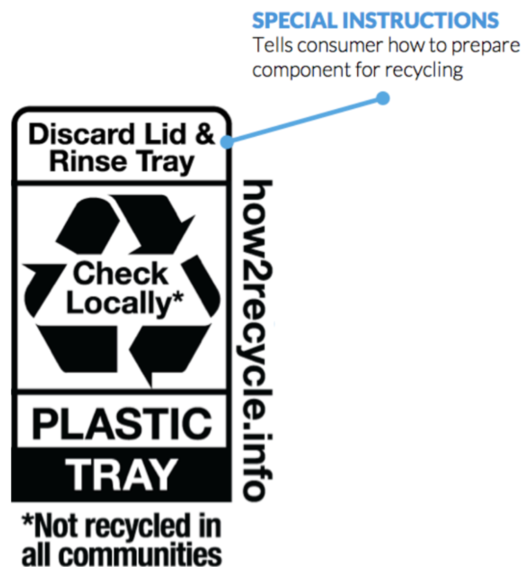 SPECIAL INSTRUCTIONS
Tells consumer how to prepare
component for recycling
Discard Lid &
Rinse Tray
Check
Locally*
PLASTIC
TRAY
*Not recycled in
all communities
how2recycle.info